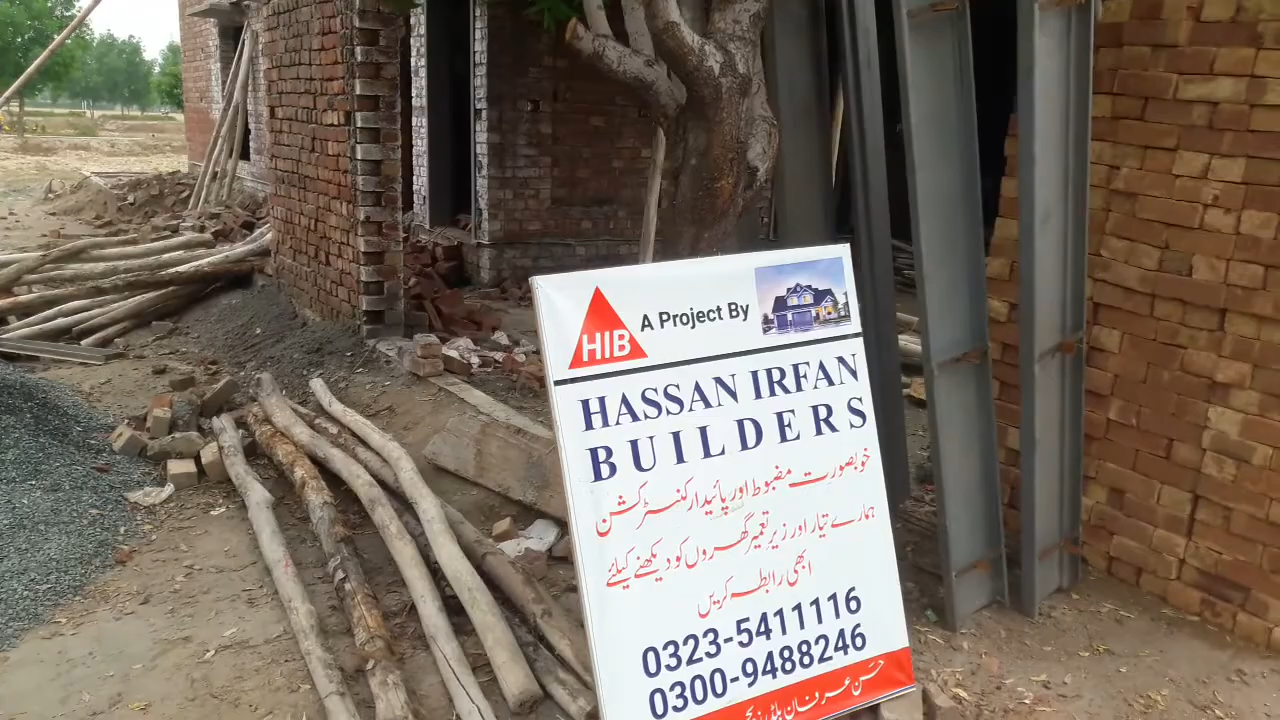 HIB A Project By
HASSAN IRFAN
BUILDERS
خوبصورت مضبوط اور پائیدار کنسٹرکشن
ہمارے تیار اور زیر تعمیر گھروں کو دیکھنے کیلئے
ابھی رابطہ کریں
0323-5411116
0300-9488246
حسن عرفان بلڈرز